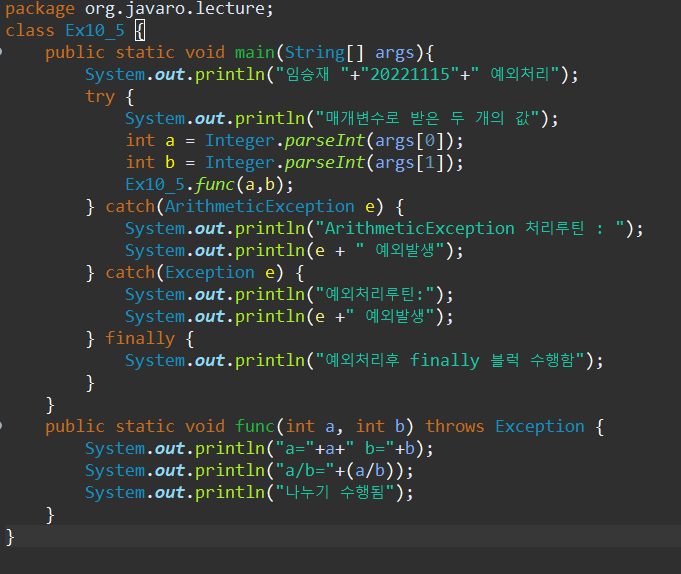 package org.javaro.lecture;
class Ex10_5 {
    public static void main(String[] args){
        System.out.println("임승재 "+"20221115"+" 예외처리");
        try {
            System.out.println("매개변수로 받은 두 개의 값");
            int a = Integer.parseInt(args[0]);
            int b = Integer.parseInt(args[1]);
            Ex10_5.func(a,b);
        } catch(ArithmeticException e) {
            System.out.println("ArithmeticException 처리루틴 : ");
            System.out.println(e + " 예외발생");
        } catch(Exception e) {
            System.out.println("예외처리루틴:");
            System.out.println(e +" 예외발생");
        } finally {
            System.out.println("예외처리후 finally 블럭 수행함");
        }
    }
    public static void func(int a, int b) throws Exception {
        System.out.println("a="+a+" b="+b);
        System.out.println("a/b="+(a/b));
        System.out.println("나누기 수행됨");
    }
}